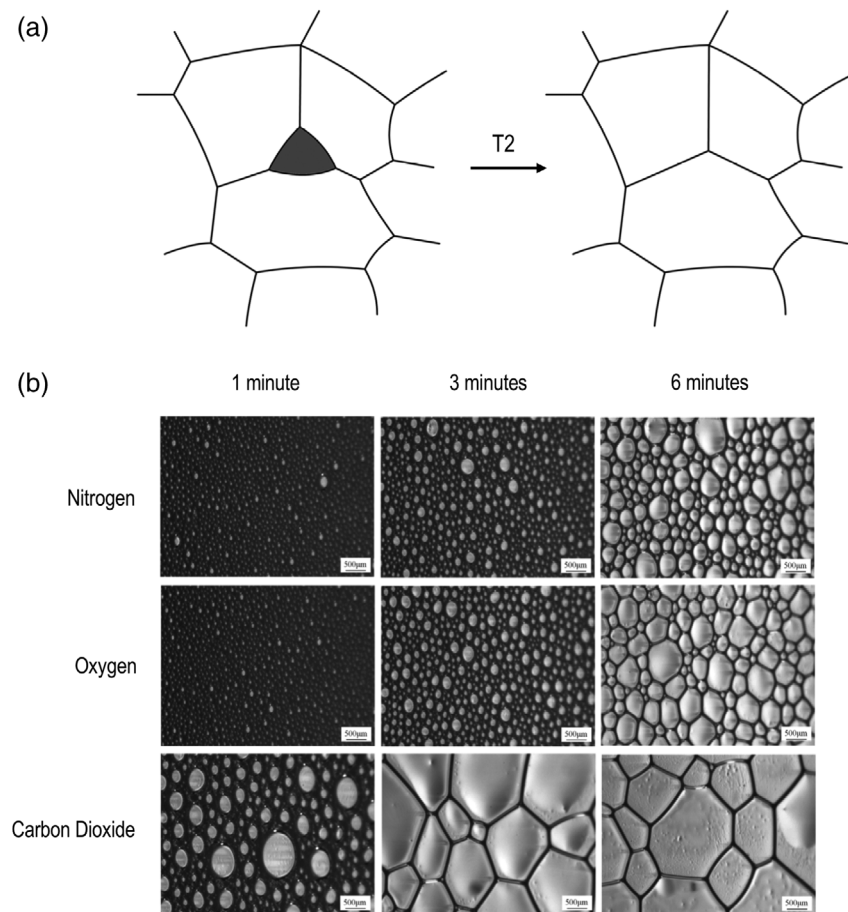 (a)
T2
(b)
1 minute 3 minutes 6 minutes
Nitrogen
500μm 500μm 500μm
Oxygen
500μm 500μm 500μm
Carbon Dioxide
500μm 500μm 500μm